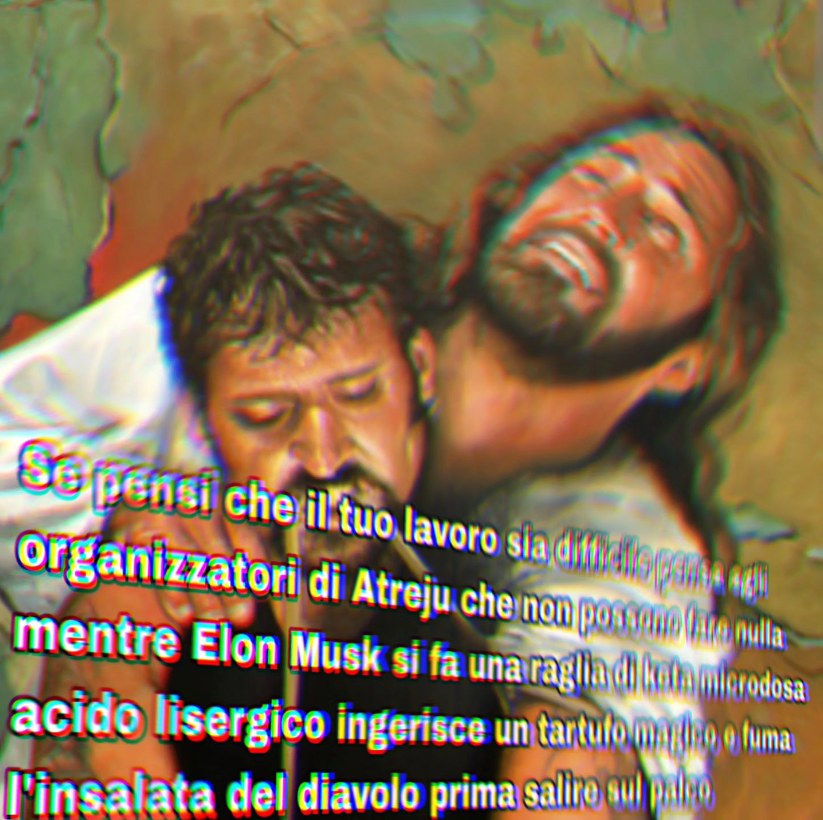 Se pensi che il tuo lavoro sia difficile pensa agli
organizzatori di Atreju che non possono fare nulla
mentre Elon Musk si fa una raglia di keta microdosa
acido lisergico ingerisce un tartufo magico e fuma
l'insalata del diavolo prima salire sul palco